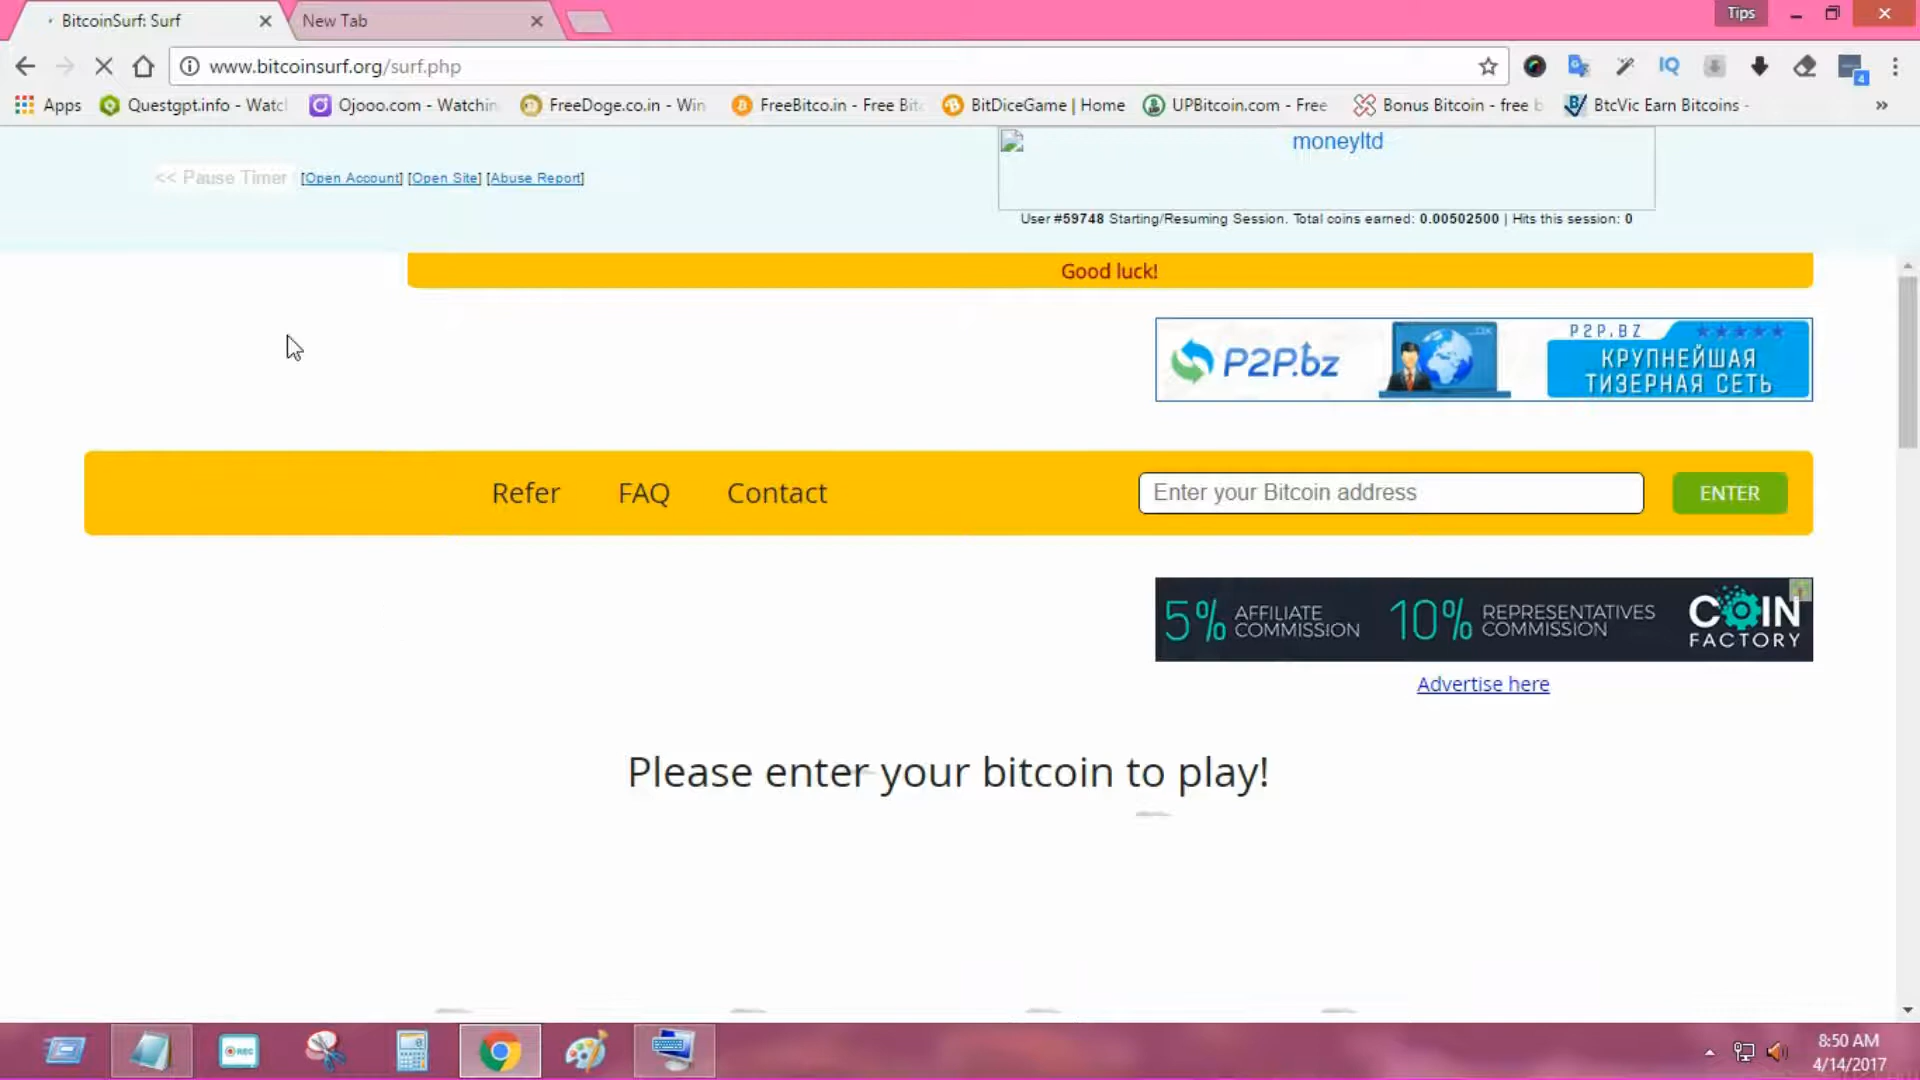 BitcoinSurf: Surf
New Tab
Tips
www.bitcoinsurf.org/surf.php
IQ
4
Apps
Questgpt.info - Watc
Ojooo.com - Watchin
FreeDoge.co.in - Win
FreeBitco.in - Free Bit
BitDiceGame | Home
UPBitcoin.com - Free
Bonus Bitcoin - free b
BtcVic Earn Bitcoins -
»
<< Pause Timer [Open Account] [Open Site] [Abuse Report]
moneyltd
User #59748 Starting/Resuming Session. Total coins earned: 0.00502500 | Hits this session: 0
Good luck!
P2P.bz
P2P.BZ
КРУПНЕЙШАЯ
ТИЗЕРНАЯ СЕТЬ
Refer
FAQ
Contact
Enter your Bitcoin address
ENTER
5% AFFILIATE COMMISSION
10% REPRESENTATIVES COMMISSION
COIN FACTORY
Advertise here
Please enter your bitcoin to play!
REC
8:50 AM
4/14/2017